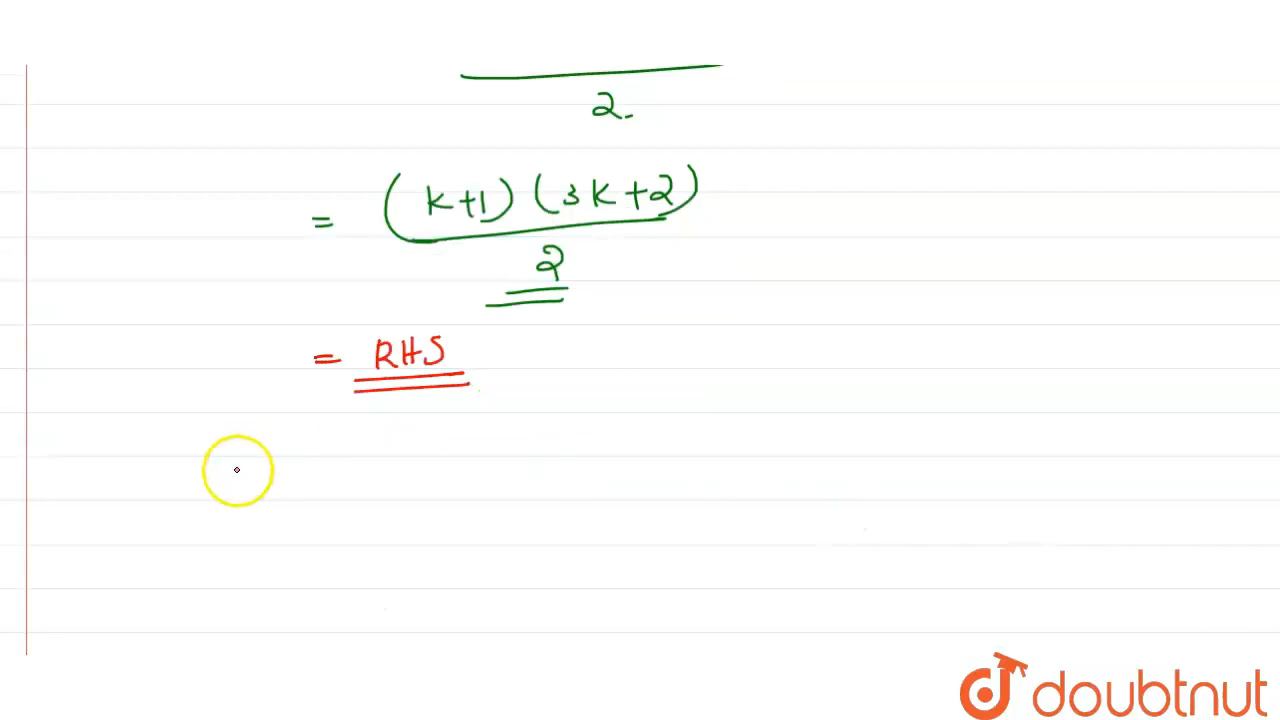 2.
= (k+1) (3k+2)
2
= RHS
doubtnut